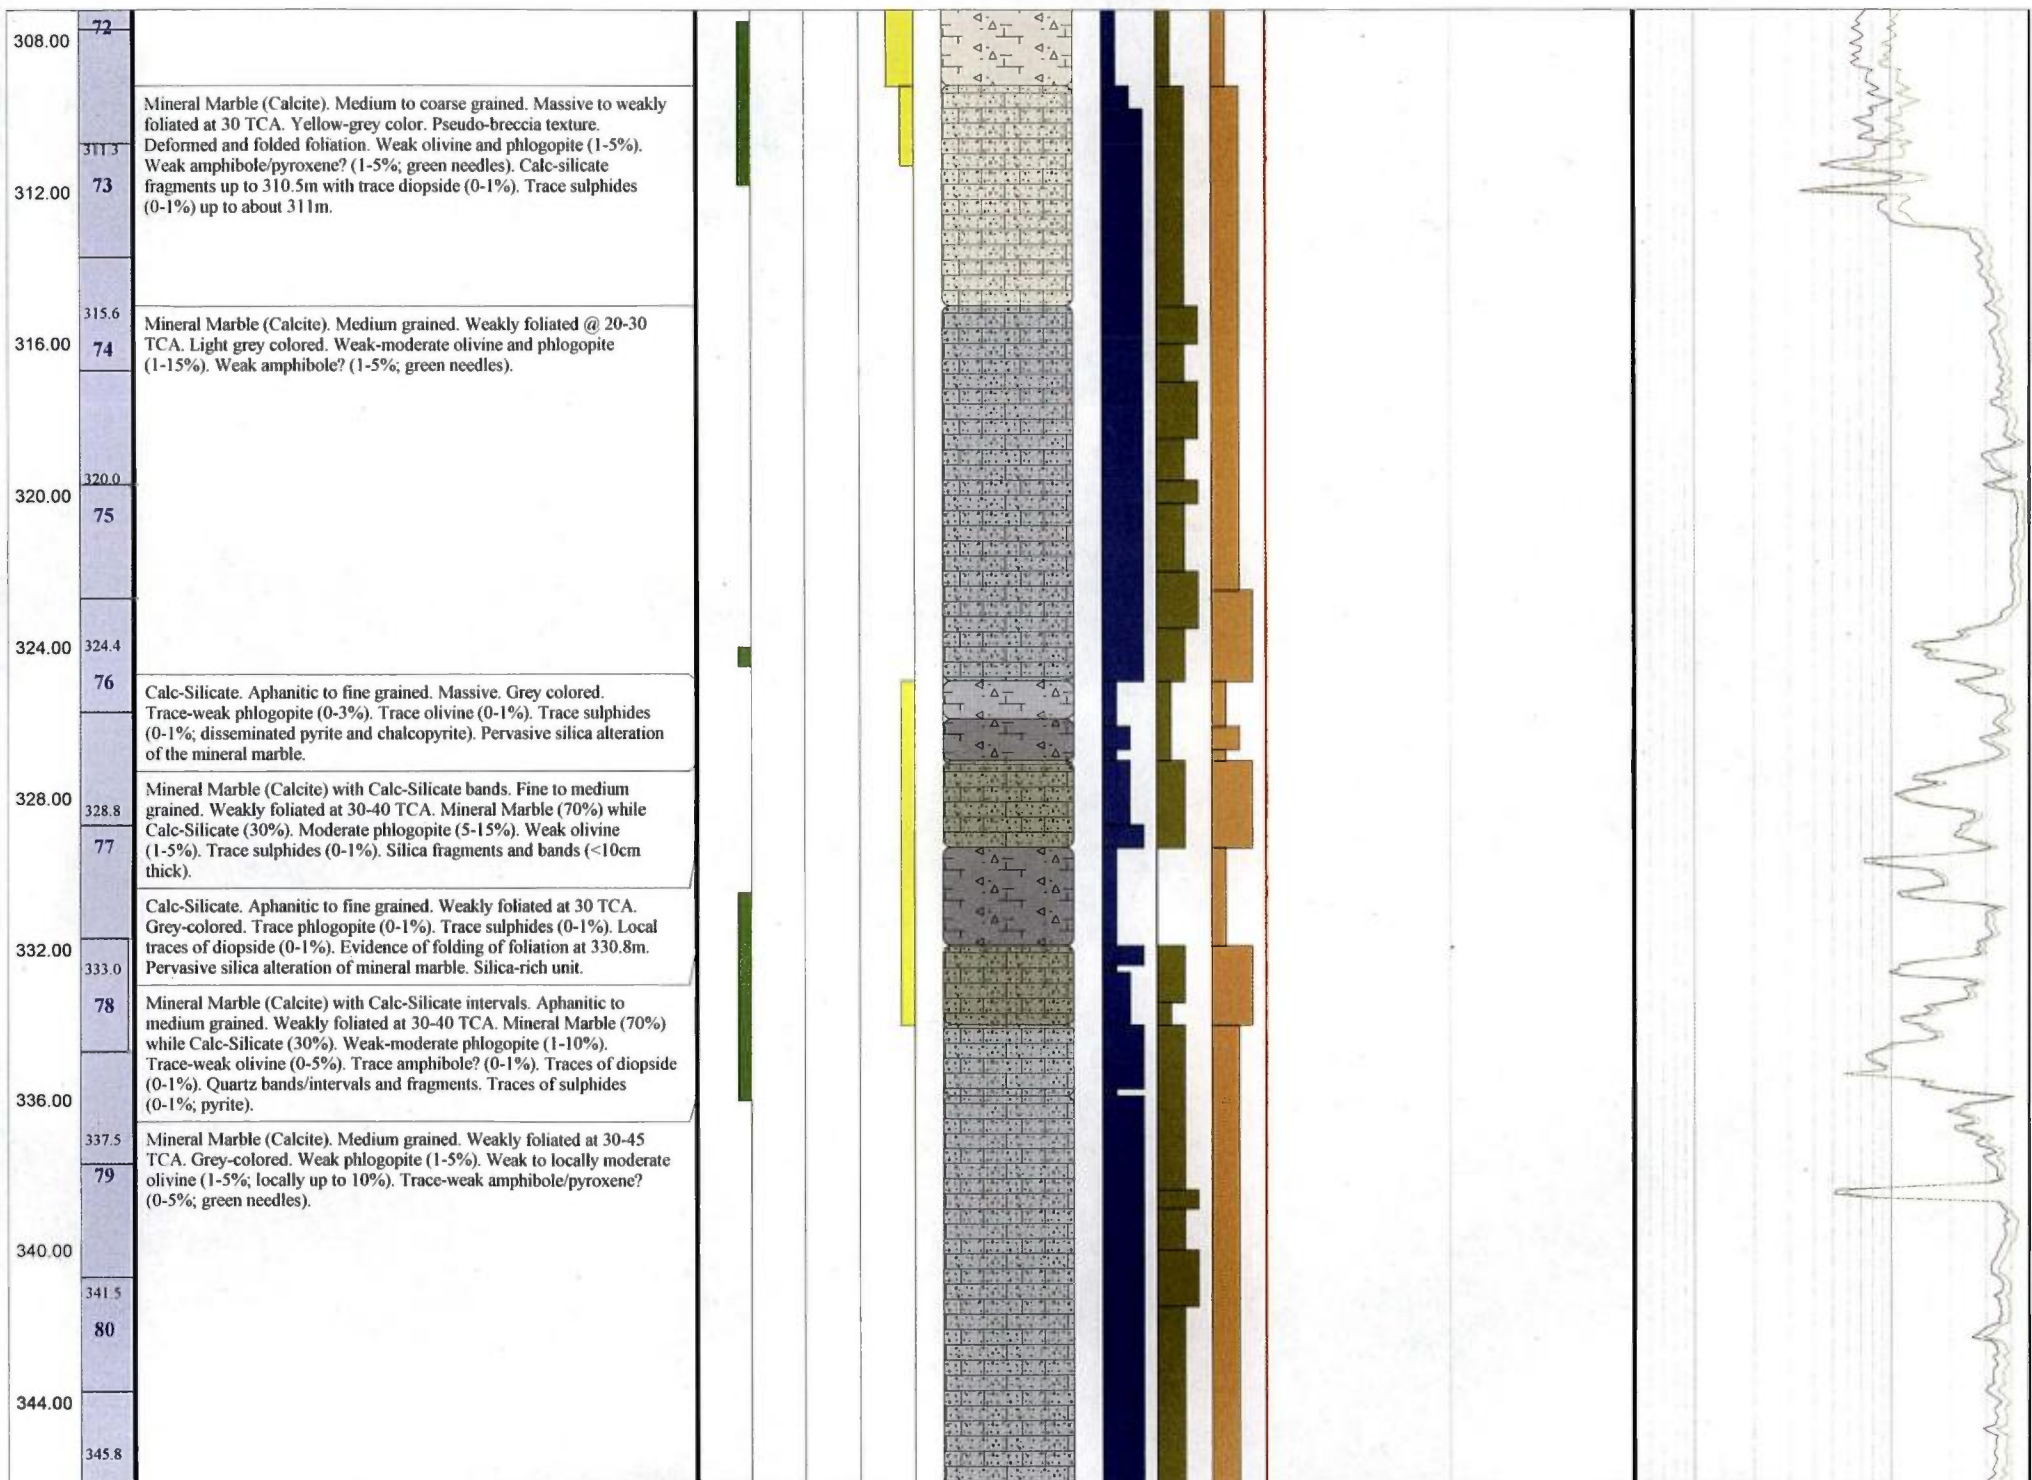 308.00
312.00
316.00
320.00
324.00
328.00
332.00
336.00
340.00
344.00
72
311.3
73
315.6
74
320.0
75
324.4
76
328.8
77
333.0
78
337.5
79
341.5
80
345.8
Mineral Marble (Calcite). Medium to coarse grained. Massive to weakly
foliated at 30 TCA. Yellow-grey color. Pseudo-breccia texture.
Deformed and folded foliation. Weak olivine and phlogopite (1-5%).
Weak amphibole/pyroxene? (1-5%; green needles). Calc-silicate
fragments up to 310.5m with trace diopside (0-1%). Trace sulphides
(0-1%) up to about 311m.
Mineral Marble (Calcite). Medium grained. Weakly foliated @ 20-30
TCA. Light grey colored. Weak-moderate olivine and phlogopite
(1-15%). Weak amphibole? (1-5%; green needles).
Calc-Silicate. Aphanitic to fine grained. Massive. Grey colored.
Trace-weak phlogopite (0-3%). Trace olivine (0-1%). Trace sulphides
(0-1%; disseminated pyrite and chalcopyrite). Pervasive silica alteration
of the mineral marble.
Mineral Marble (Calcite) with Calc-Silicate bands. Fine to medium
grained. Weakly foliated at 30-40 TCA. Mineral Marble (70%) while
Calc-Silicate (30%). Moderate phlogopite (5-15%). Weak olivine
(1-5%). Trace sulphides (0-1%). Silica fragments and bands (<10cm
thick).
Calc-Silicate. Aphanitic to fine grained. Weakly foliated at 30 TCA.
Grey-colored. Trace phlogopite (0-1%). Trace sulphides (0-1%). Local
traces of diopside (0-1%). Evidence of folding of foliation at 330.8m.
Pervasive silica alteration of mineral marble. Silica-rich unit.
Mineral Marble (Calcite) with Calc-Silicate intervals. Aphanitic to
medium grained. Weakly foliated at 30-40 TCA. Mineral Marble (70%)
while Calc-Silicate (30%). Weak-moderate phlogopite (1-10%).
Trace-weak olivine (0-5%). Trace amphibole? (0-1%). Traces of diopside
(0-1%). Quartz bands/intervals and fragments. Traces of sulphides
(0-1%; pyrite).
Mineral Marble (Calcite). Medium grained. Weakly foliated at 30-45
TCA. Grey-colored. Weak phlogopite (1-5%). Weak to locally moderate
olivine (1-5%; locally up to 10%). Trace-weak amphibole/pyroxene?
(0-5%; green needles).